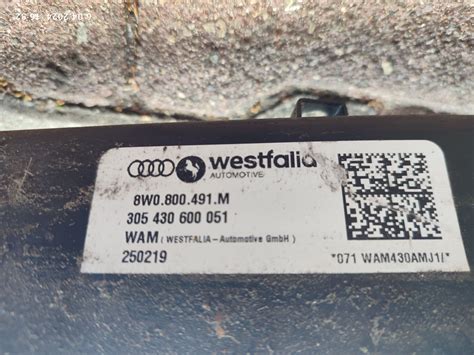 westfalia
AUTOMOTIVE
8W0.800.491.M
305 430 600 051
WAM ( WESTFALIA - Automotive GmbH )
250219
*071 WAM430AMJ1/*